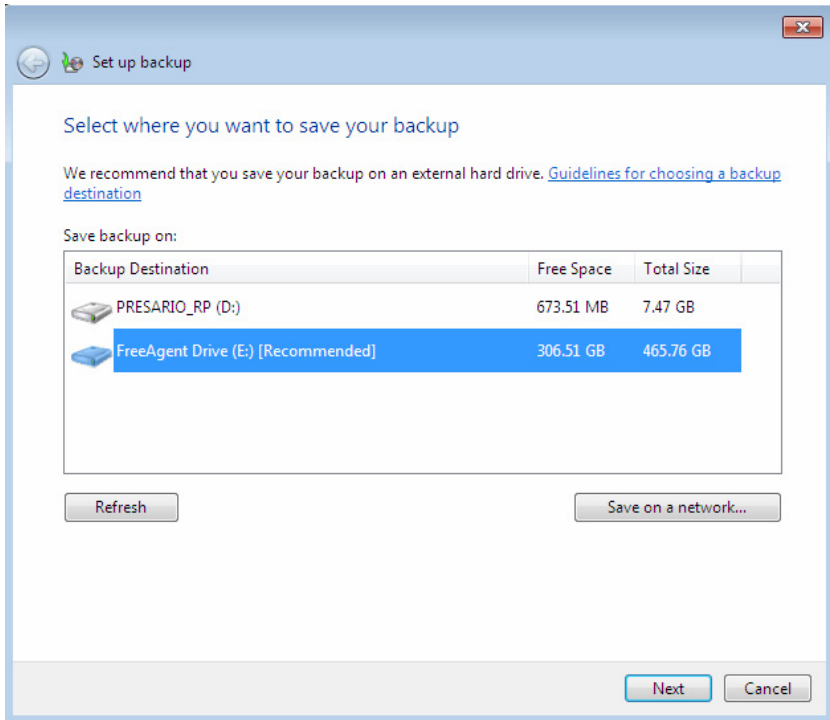 Set up backup
Select where you want to save your backup
We recommend that you save your backup on an external hard drive. Guidelines for choosing a backup
destination
Save backup on:
Backup Destination Free Space Total Size
PRESARIO_RP (D:) 673.51 MB 7.47 GB
FreeAgent Drive (E:) [Recommended] 306.51 GB 465.76 GB
Refresh Save on a network...
Next Cancel